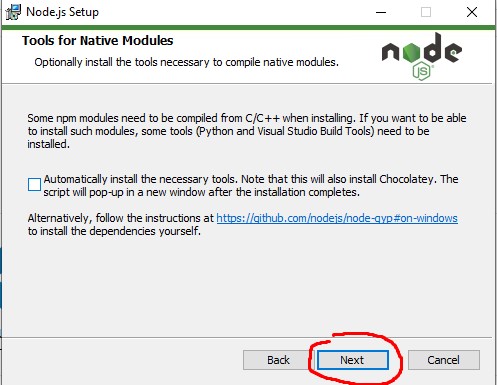 Node.js Setup
Tools for Native Modules
Optionally install the tools necessary to compile native modules.
node
JS
Some npm modules need to be compiled from C/C++ when installing. If you want to be able
to install such modules, some tools (Python and Visual Studio Build Tools) need to be
installed.
Automatically install the necessary tools. Note that this will also install Chocolatey. The
script will pop-up in a new window after the installation completes.
Alternatively, follow the instructions at https://github.com/nodejs/node-gyp#on-windows
to install the dependencies yourself.
Back Next Cancel